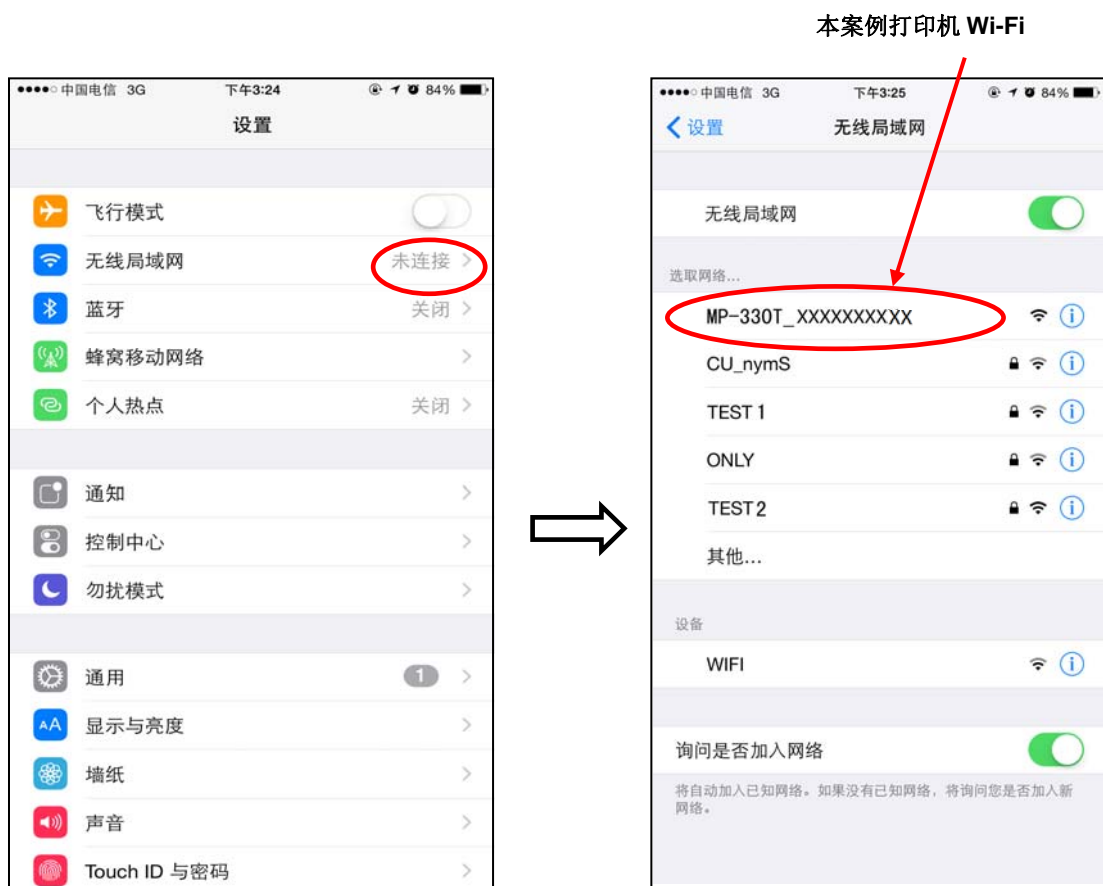 本案例打印机 Wi-Fi
中国电信 3G 下午3:24 84%
设置
飞行模式
无线局域网 未连接
蓝牙 关闭
蜂窝移动网络
个人热点 关闭
通知
控制中心
勿扰模式
通用 1
AA 显示与亮度
墙纸
声音
Touch ID 与密码
中国电信 3G 下午3:25 84%
设置 无线局域网
无线局域网
选取网络...
MP-330T_XXXXXXXXXX
CU_nymS
TEST 1
ONLY
TEST 2
其他...
设备
WIFI
询问是否加入网络
将自动加入已知网络。如果没有已知网络，将询问您是否加入新
网络。